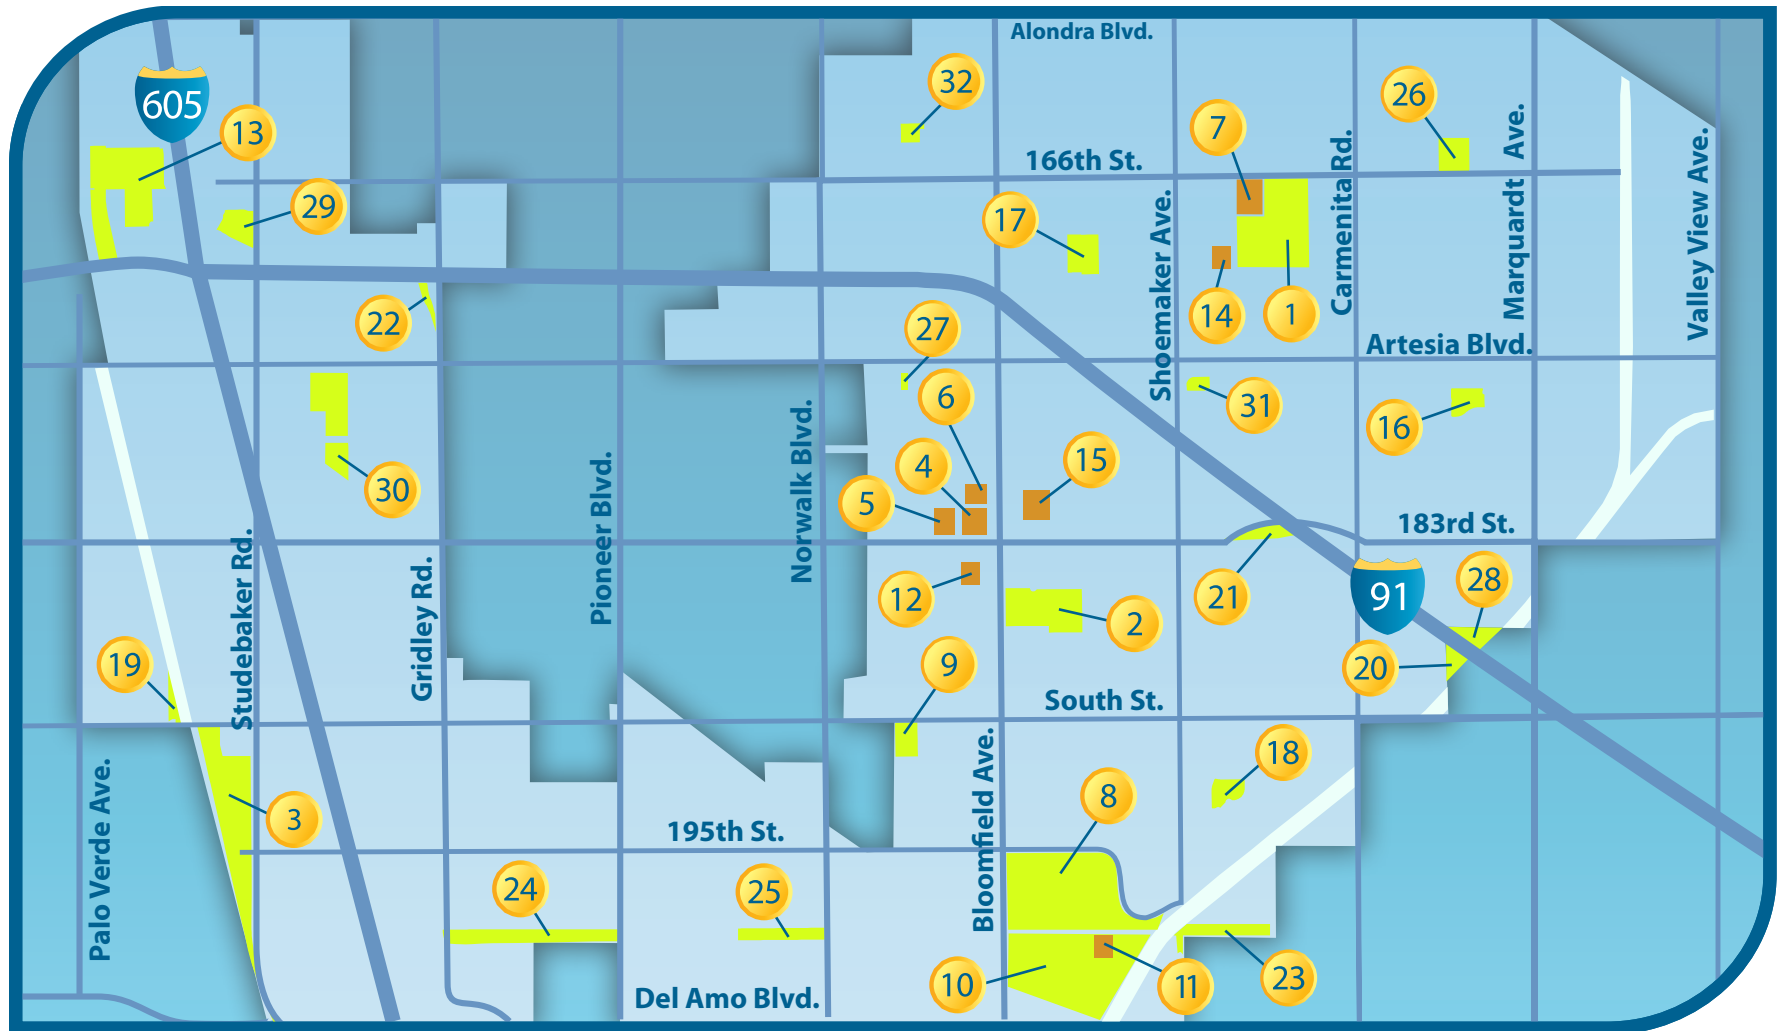 Alondra Blvd.
32
26
605
7
13
166th St.
29
17
Shoemaker Ave.
Carmenita Rd.
Marquardt Ave.
Valley View Ave.
22
27
14
1
Artesia Blvd.
6
31
16
Pioneer Blvd.
Norwalk Blvd.
4
15
30
5
183rd St.
Studebaker Rd.
Gridley Rd.
12
2
21
91
28
19
9
20
South St.
18
Palo Verde Ave.
3
195th St.
Bloomfield Ave.
8
24
25
10
11
23
Del Amo Blvd.